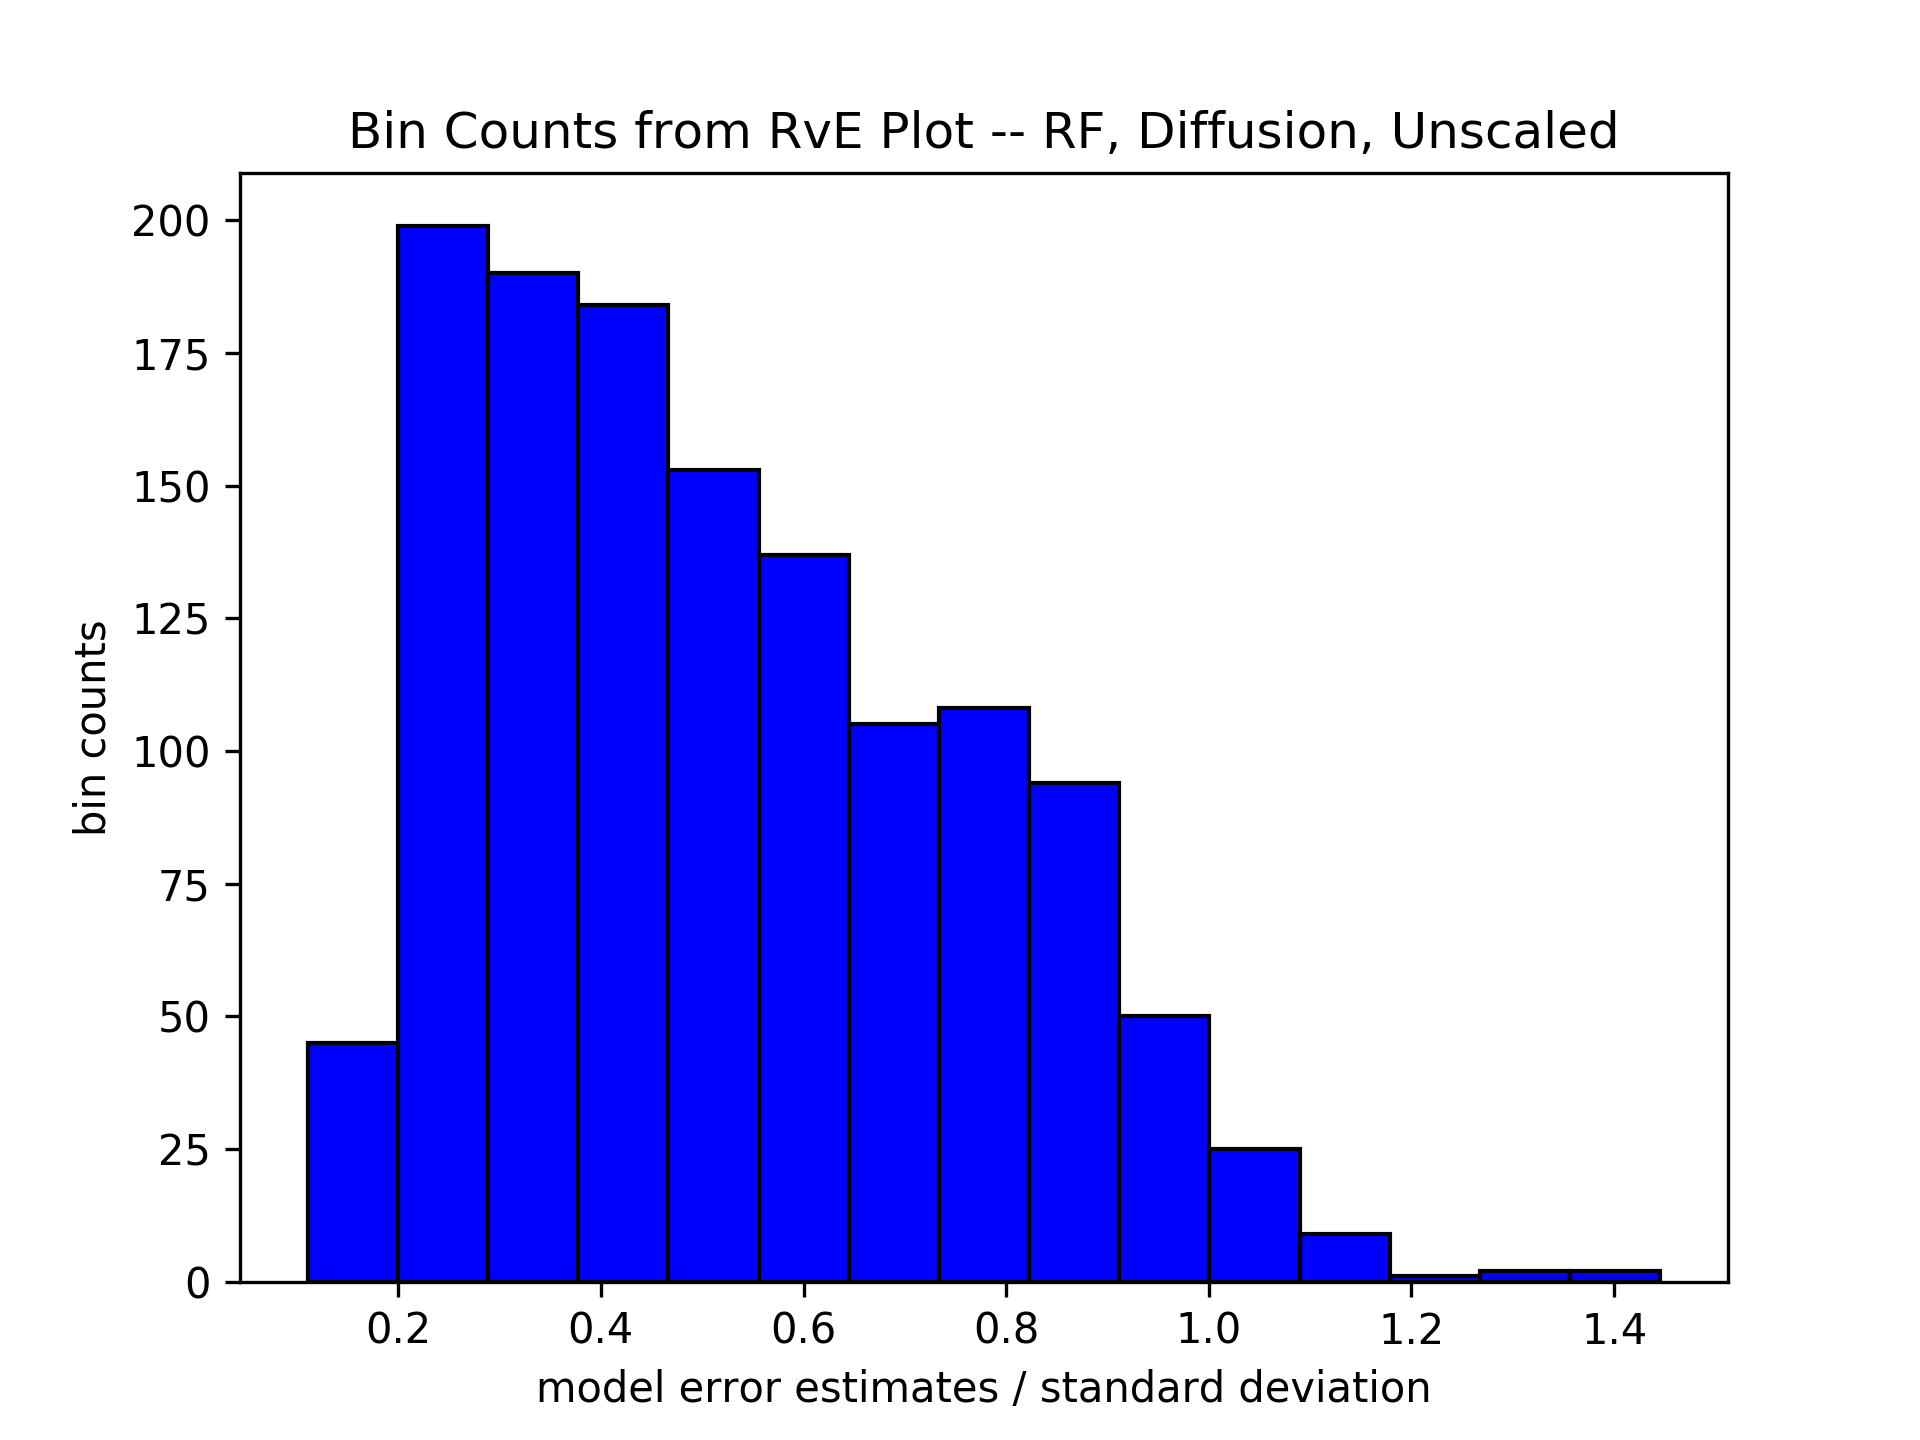 Bin Counts from RvE Plot -- RF, Diffusion, Unscaled
200
175
150
125
100
75
50
25
0
bin counts
0.2 0.4 0.6 0.8 1.0 1.2 1.4
model error estimates / standard deviation